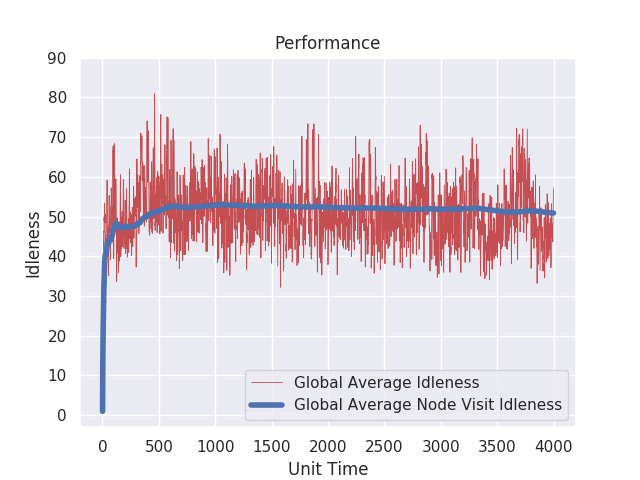 Performance
90
80
70
60
50
40
30
20
10
0
Idleness
Global Average Idleness
Global Average Node Visit Idleness
0 500 1000 1500 2000 2500 3000 3500 4000
Unit Time